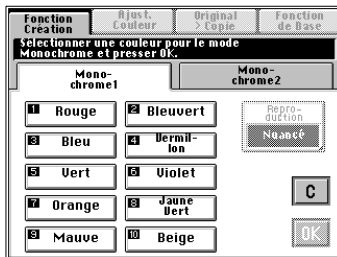 Fonction Création
Ajust. Couleur
Original > Copie
Fonction de Base
Sélectionner une couleur pour le mode
Monochrome et presser OK.
Mono-
chrome1
Mono-
chrome2
1 Rouge
2 Bleuvert
3 Bleu
4 Vermil-
lon
5 Vert
6 Violet
7 Orange
8 Jaune
Vert
9 Mauve
10 Beige
Repro-
duction
Nuancé
C
OK